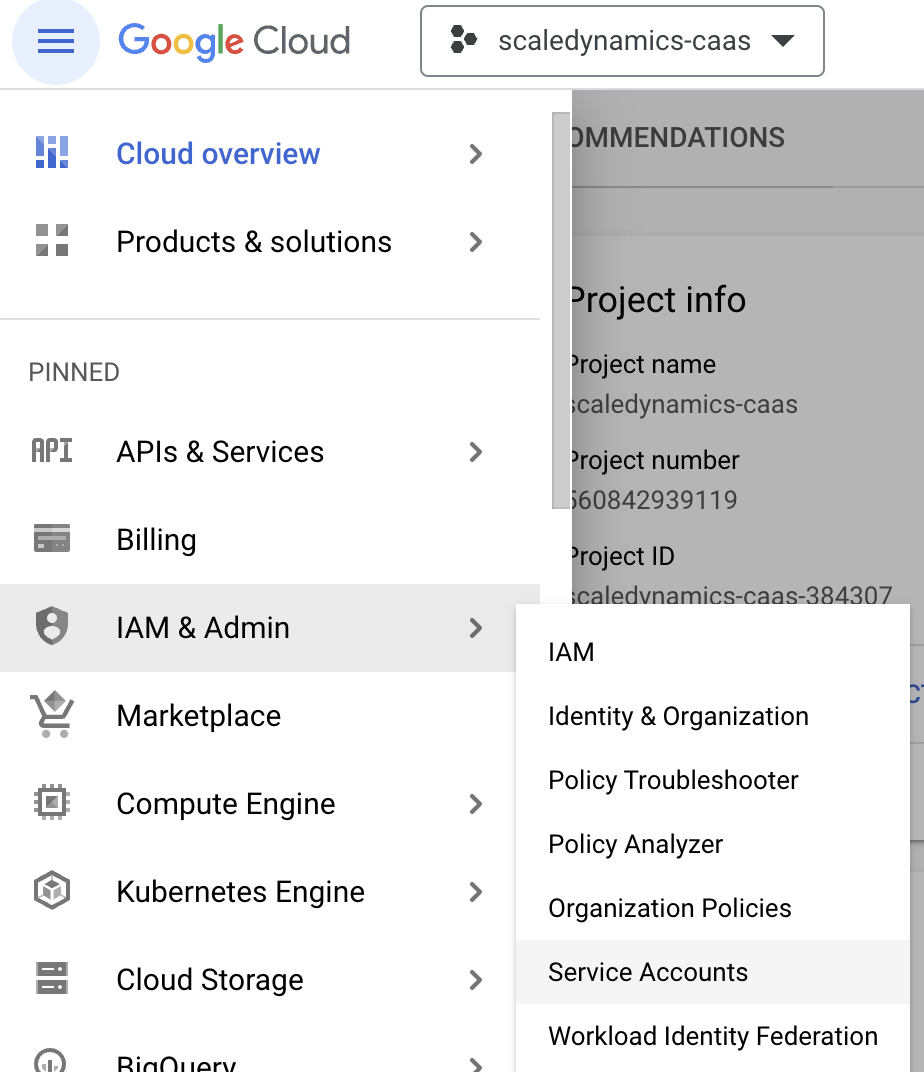 Google Cloud
scaledynamics-caas
Cloud overview
Products & solutions
PINNED
API APIs & Services
Billing
IAM & Admin
Marketplace
Compute Engine
Kubernetes Engine
Cloud Storage
BigQuery
OMMENDATIONS
Project info
Project name
scaledynamics-caas
Project number
560842939119
Project ID
scaledynamics-caas-384307
IAM
Identity & Organization
Policy Troubleshooter
Policy Analyzer
Organization Policies
Service Accounts
Workload Identity Federation